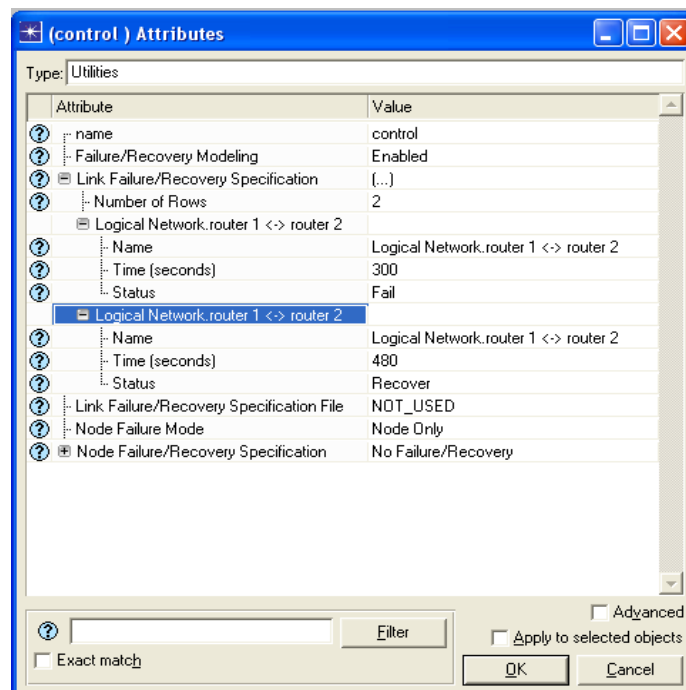 (control ) Attributes
Type: Utilities
Attribute Value
name control
Failure/Recovery Modeling Enabled
Link Failure/Recovery Specification (...)
Number of Rows 2
Logical Network.router 1 <-> router 2
Name Logical Network.router 1 <-> router 2
Time (seconds) 300
Status Fail
Logical Network.router 1 <-> router 2
Name Logical Network.router 1 <-> router 2
Time (seconds) 480
Status Recover
Link Failure/Recovery Specification File NOT_USED
Node Failure Mode Node Only
Node Failure/Recovery Specification No Failure/Recovery
Advanced
Filter Apply to selected objects
Exact match OK Cancel